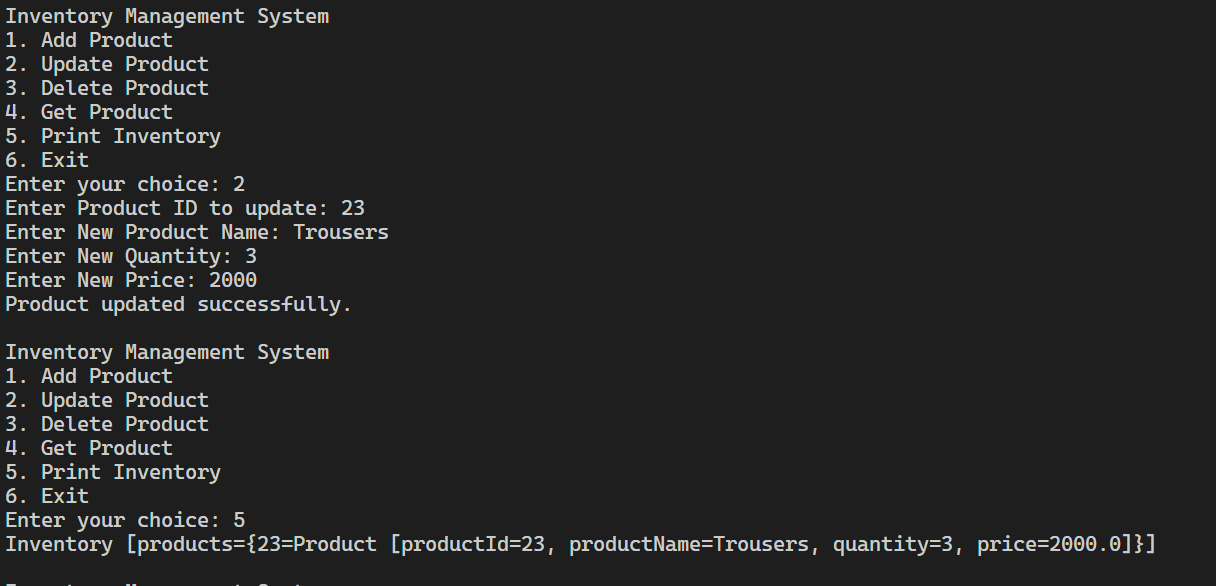 Inventory Management System
1. Add Product
2. Update Product
3. Delete Product
4. Get Product
5. Print Inventory
6. Exit
Enter your choice: 2
Enter Product ID to update: 23
Enter New Product Name: Trousers
Enter New Quantity: 3
Enter New Price: 2000
Product updated successfully.
Inventory Management System
1. Add Product
2. Update Product
3. Delete Product
4. Get Product
5. Print Inventory
6. Exit
Enter your choice: 5
Inventory [products={23=Product [productId=23, productName=Trousers, quantity=3, price=2000.0]}]